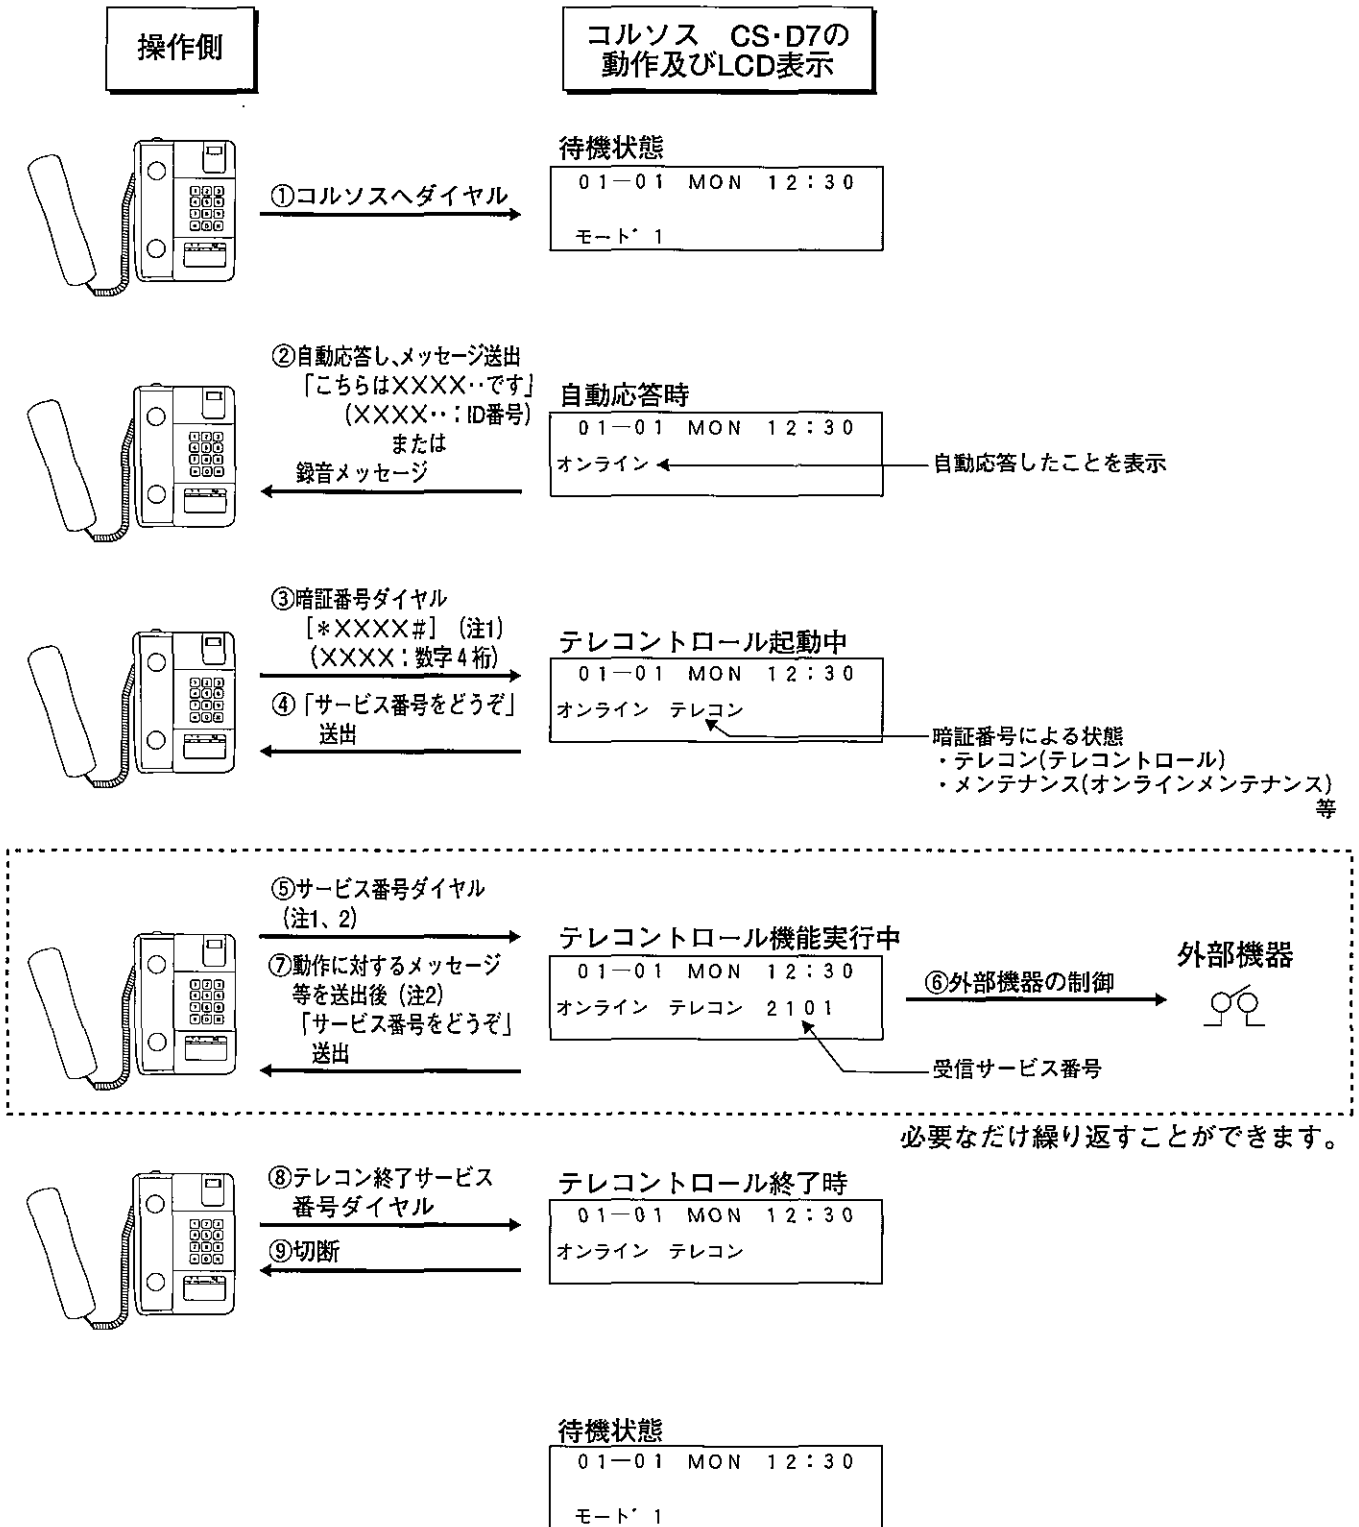 操作側
コルソス CS・D7の
動作及びLCD表示
①コルソスへダイヤル
待機状態
01—01 MON 12:30
モード 1
②自動応答し、メッセージ送出
「こちらは××××‥です」
(××××‥：ID番号)
または
録音メッセージ
自動応答時
01—01 MON 12:30
オンライン
自動応答したことを表示
③暗証番号ダイヤル
[*××××#] (注1)
(××××：数字4桁)
④「サービス番号をどうぞ」
送出
テレコントロール起動中
01—01 MON 12:30
オンライン テレコン
暗証番号による状態
・テレコン(テレコントロール)
・メンテナンス(オンラインメンテナンス)
等
⑤サービス番号ダイヤル
(注1、2)
⑦動作に対するメッセージ
等を送出後 (注2)
「サービス番号をどうぞ」
送出
テレコントロール機能実行中
01—01 MON 12:30
オンライン テレコン 2101
受信サービス番号
⑥外部機器の制御
外部機器
必要なだけ繰り返すことができます。
⑧テレコン終了サービス
番号ダイヤル
⑨切断
テレコントロール終了時
01—01 MON 12:30
オンライン テレコン
待機状態
01—01 MON 12:30
モード 1